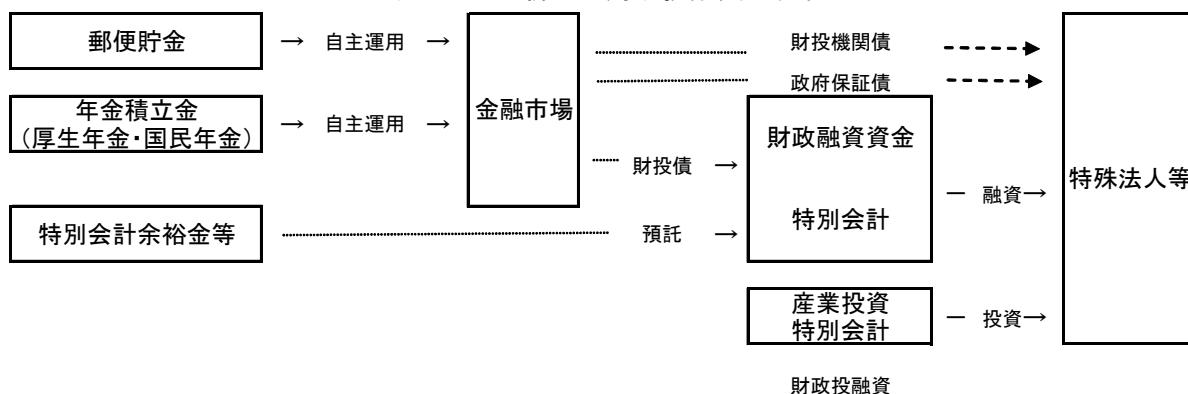 郵便貯金 → 自主運用 →
年金積立金
(厚生年金・国民年金) → 自主運用 →
特別会計余裕金等
金融市場
財投機関債
政府保証債
財投債 →
預託 →
財政融資資金
特別会計
産業投資
特別会計
― 融資→
― 投資→
特殊法人等
財政投融資